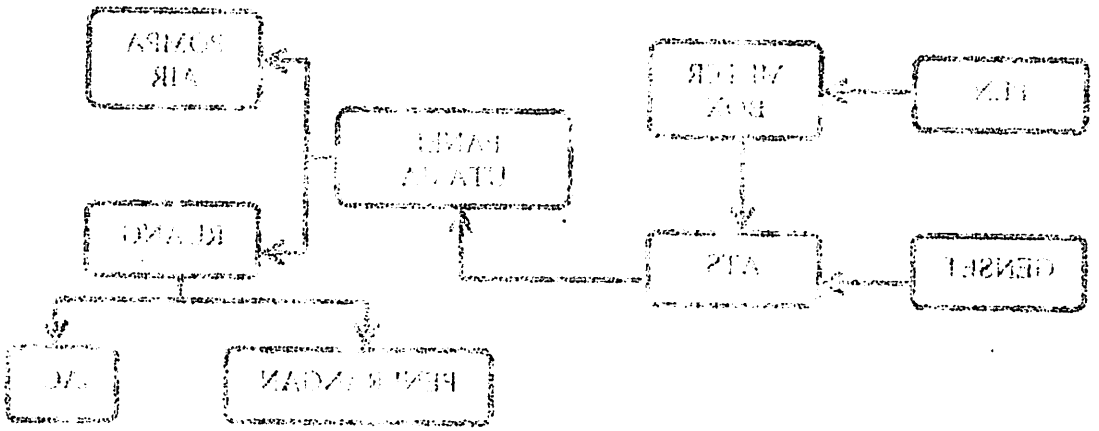 PLN
METER
BOX
POMPA
AIR
PANEL
UTAMA
GENSET
ATS
RUANG
PENERANGAN
AC